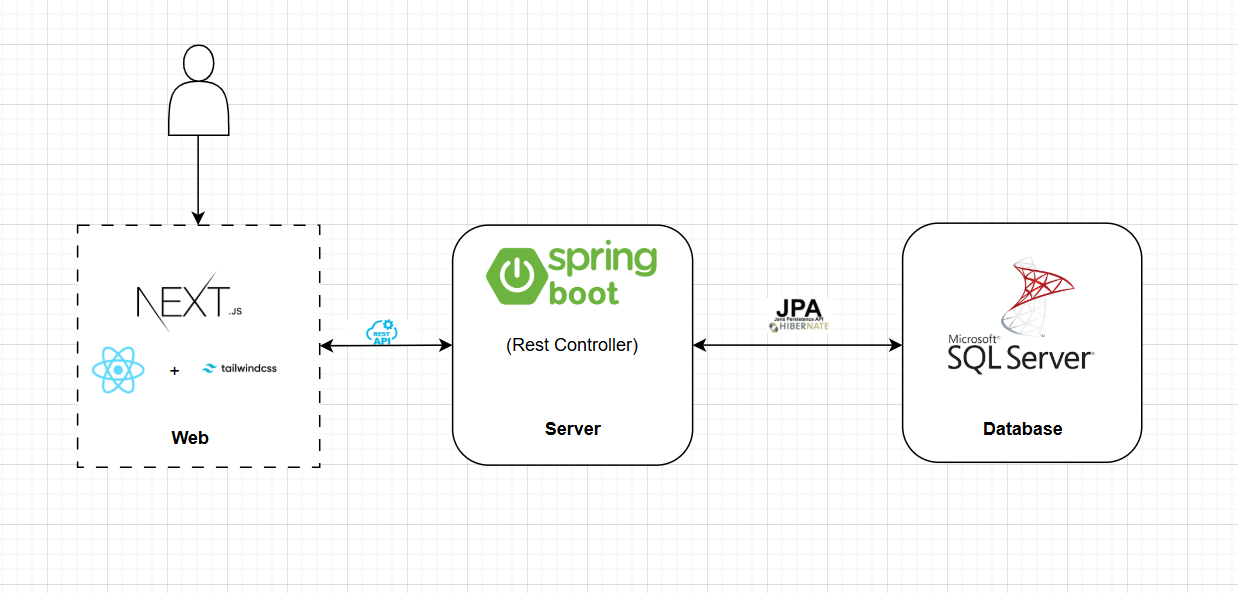 NEXT.JS
+
tailwindcss
Web
REST
API
spring
boot
(Rest Controller)
Server
JPA
Java Persistence API
HIBERNATE
Microsoft®
SQL Server®
Database